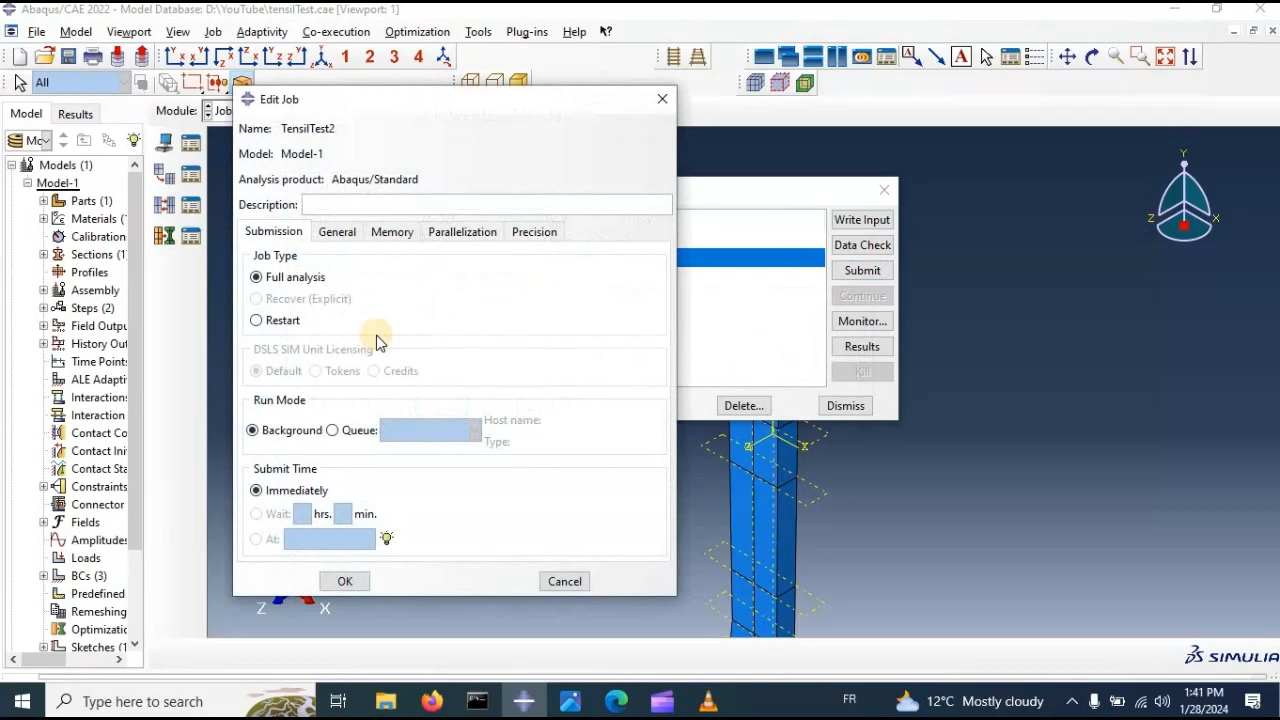 Abaqus/CAE 2022 - Model Database: D:\YouTube\tensilTest.cae [Viewport: 1]
File Model Viewport View Job Adaptivity Co-execution Optimization Tools Plug-ins Help
1 2 3 4
All
Model Results
Module: Job
Edit Job
Name: TensilTest2
Model: Model-1
Analysis product: Abaqus/Standard
Description:
Submission General Memory Parallelization Precision
Job Type
Full analysis
Recover (Explicit)
Restart
DSLS SIM Unit Licensing
Default Tokens Credits
Run Mode
Background Queue: Host name:
Type:
Submit Time
Immediately
Wait: hrs. min.
At:
OK Cancel
Write Input
Data Check
Submit
Continue
Monitor...
Results
Kill
Delete... Dismiss
Models (1)
Model-1
Parts (1)
Materials (
Calibration
Sections (
Profiles
Assembly
Steps (2)
Field Outp
History Ou
Time Point
ALE Adapti
Interactions
Interaction
Contact Co
Contact Ini
Contact Sta
Constraints
Connector
Fields
Amplitudes
Loads
BCs (3)
Predefined
Remeshing
Optimizatio
Sketches (1
Y
Z X
Z X
Z X
SIMULIA
Type here to search
FR
12°C Mostly cloudy
:41 PM
1/28/2024